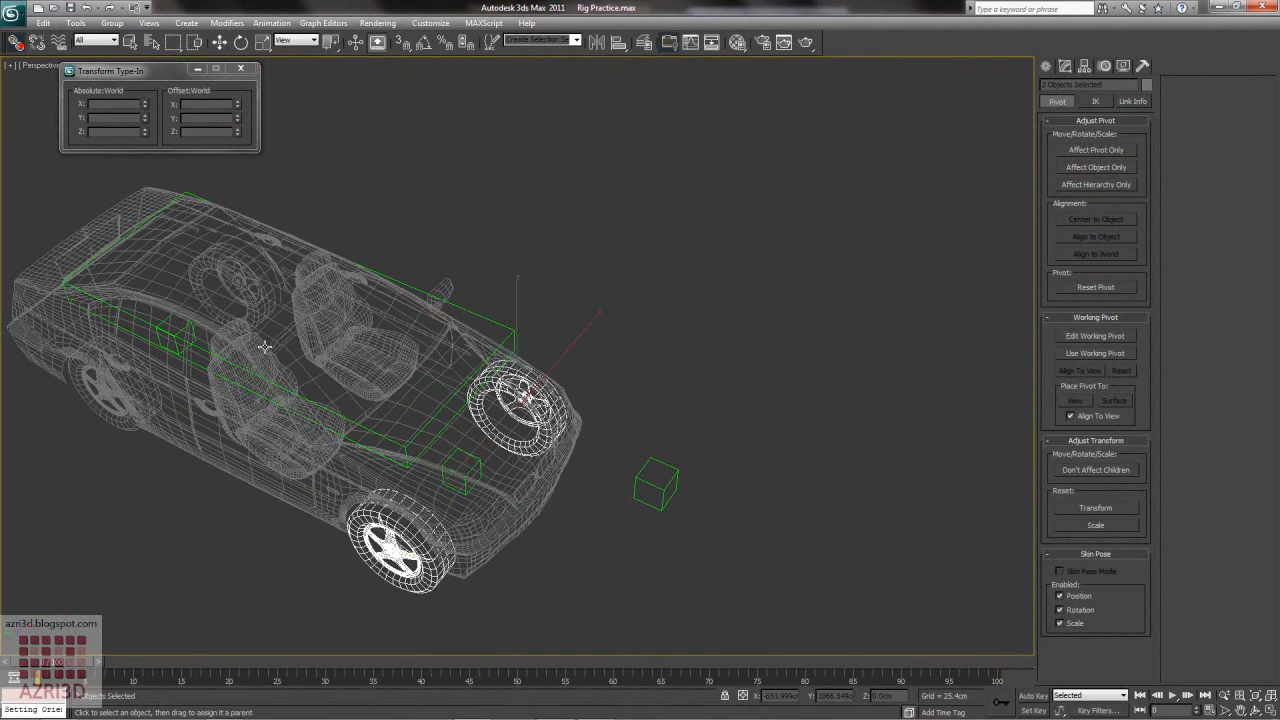 Autodesk 3ds Max 2011 Rig Practice.max
Type a keyword or phrase
Edit Tools Group Views Create Modifiers Animation Graph Editors Rendering Customize MAXScript Help
All View Create Selection Se
[ + ] [ Perspective
Transform Type-In
Absolute:World Offset:World
X: X:
Y: Y:
Z: Z:
2 Objects Selected
Pivot IK Link Info
Adjust Pivot
Move/Rotate/Scale:
Affect Pivot Only
Affect Object Only
Affect Hierarchy Only
Alignment:
Center to Object
Align to Object
Align to World
Pivot:
Reset Pivot
Working Pivot
Edit Working Pivot
Use Working Pivot
Align To View Reset
Place Pivot To:
View Surface
Align To View
Adjust Transform
Move/Rotate/Scale:
Don't Affect Children
Reset:
Transform
Scale
Skin Pose
Skin Pose Mode
Enabled:
Position
Rotation
Scale
azri3d.blogspot.com
AZRI3D
10 15 20 25 30 35 40 45 50 55 60 65 70 75 80 85 90 95 100
Objects Selected X: -631.999c Y: 1066.549c Z: 0.0cm Grid = 25.4cm Auto Key Selected
Setting Orie Click to select an object, then drag to assign it a parent Add Time Tag Set Key Key Filters... 0